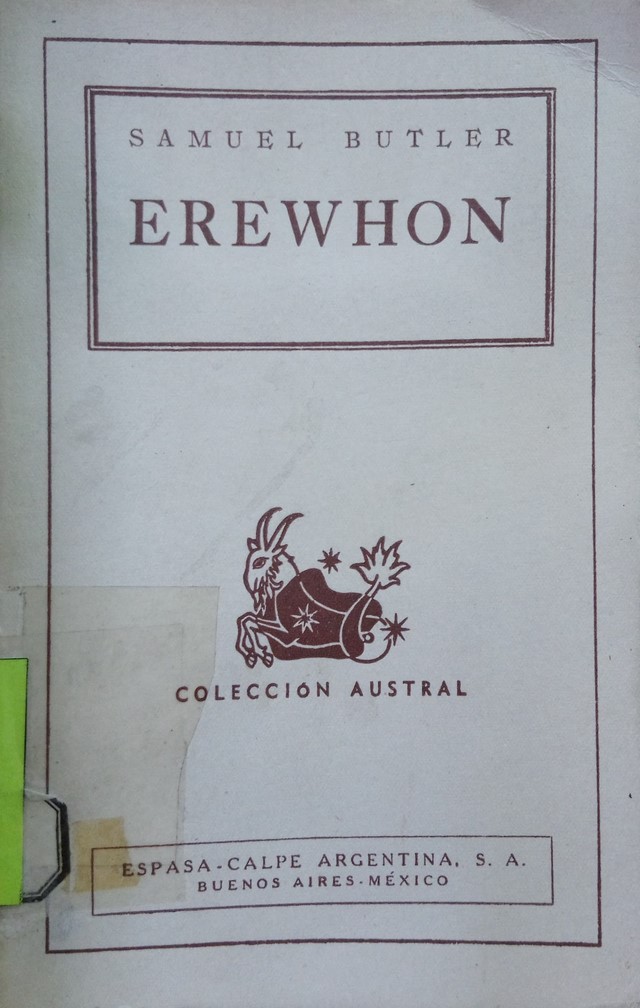 SAMUEL BUTLER
EREWHON
COLECCIÓN AUSTRAL
ESPASA-CALPE ARGENTINA, S. A.
BUENOS AIRES-MÉXICO